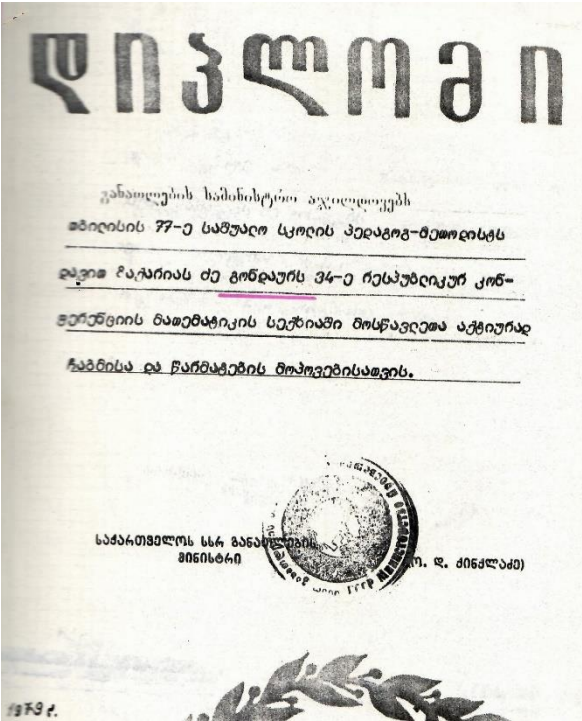 დიპლომი
განათლების სამინისტრო აჯილდოვებს
თბილისის 77-ე საშუალო სკოლის პედაგოგ-მეთოდისტს
დავით ზაქარიას ძე გონდაურს 34-ე რესპუბლიკურ კონ-
ფერენციის მათემატიკის სექციაში მოსწავლეთა აქტიურად
ჩაბმისა და წარმატების მოპოვებისათვის.
საქართველოს სსრ განათლების
მინისტრი
(ო. დ. ქინქლაძე)
1979 წ.